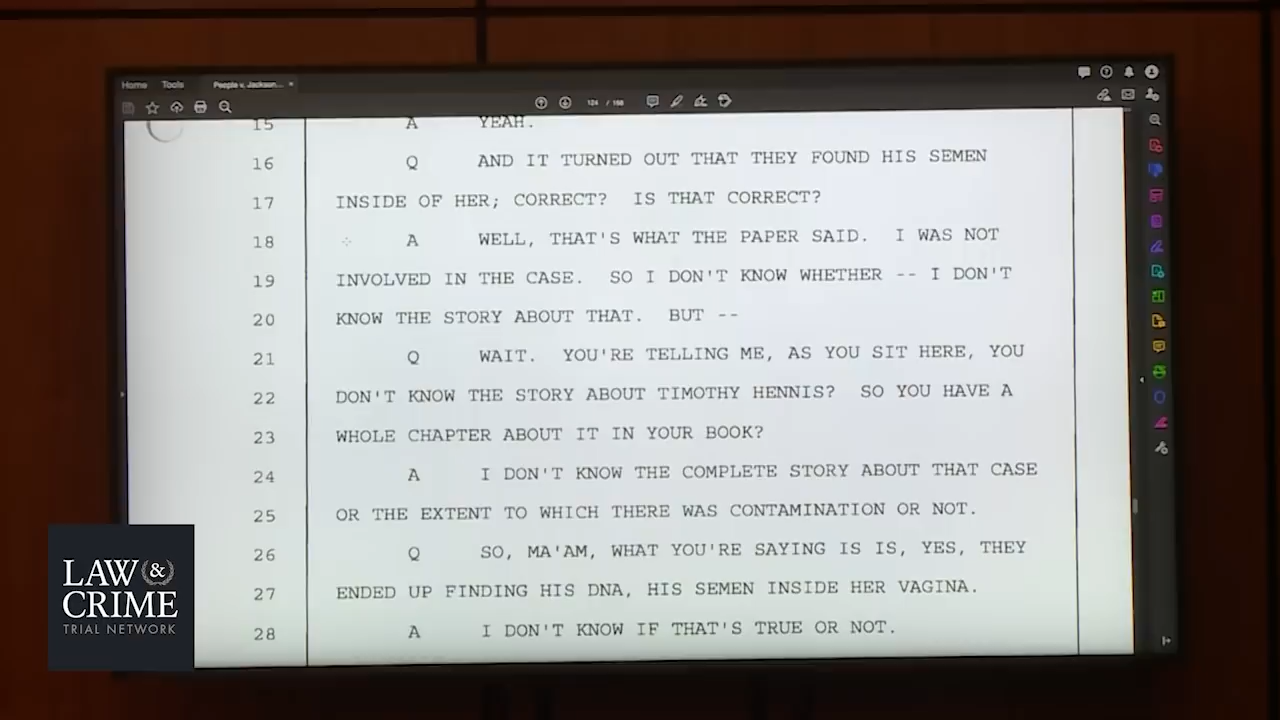 Home Tools People v. Jackson... ×
124 / 168
15 A YEAH.
16 Q AND IT TURNED OUT THAT THEY FOUND HIS SEMEN
17 INSIDE OF HER; CORRECT? IS THAT CORRECT?
18 A WELL, THAT'S WHAT THE PAPER SAID. I WAS NOT
19 INVOLVED IN THE CASE. SO I DON'T KNOW WHETHER -- I DON'T
20 KNOW THE STORY ABOUT THAT. BUT --
21 Q WAIT. YOU'RE TELLING ME, AS YOU SIT HERE, YOU
22 DON'T KNOW THE STORY ABOUT TIMOTHY HENNIS? SO YOU HAVE A
23 WHOLE CHAPTER ABOUT IT IN YOUR BOOK?
24 A I DON'T KNOW THE COMPLETE STORY ABOUT THAT CASE
25 OR THE EXTENT TO WHICH THERE WAS CONTAMINATION OR NOT.
26 Q SO, MA'AM, WHAT YOU'RE SAYING IS IS, YES, THEY
27 ENDED UP FINDING HIS DNA, HIS SEMEN INSIDE HER VAGINA.
28 A I DON'T KNOW IF THAT'S TRUE OR NOT.
LAW &
CRIME
TRIAL NETWORK